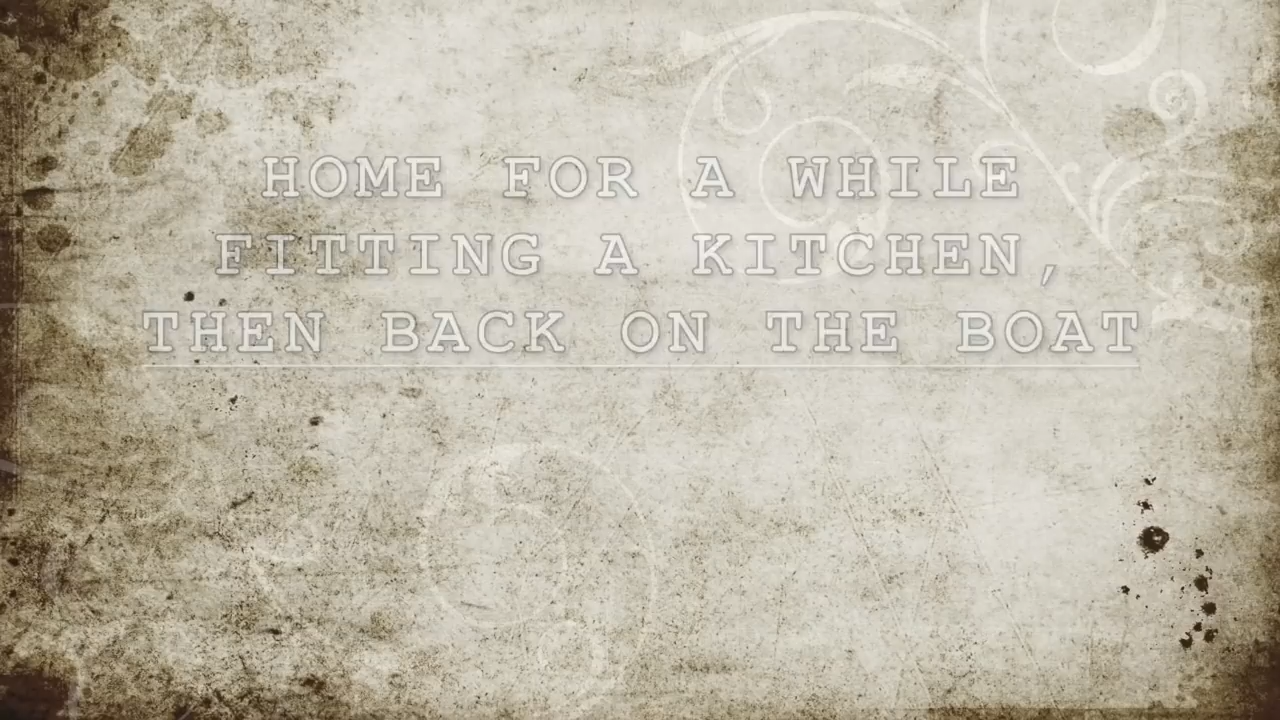 HOME FOR A WHILE
FITTING A KITCHEN,
THEN BACK ON THE BOAT